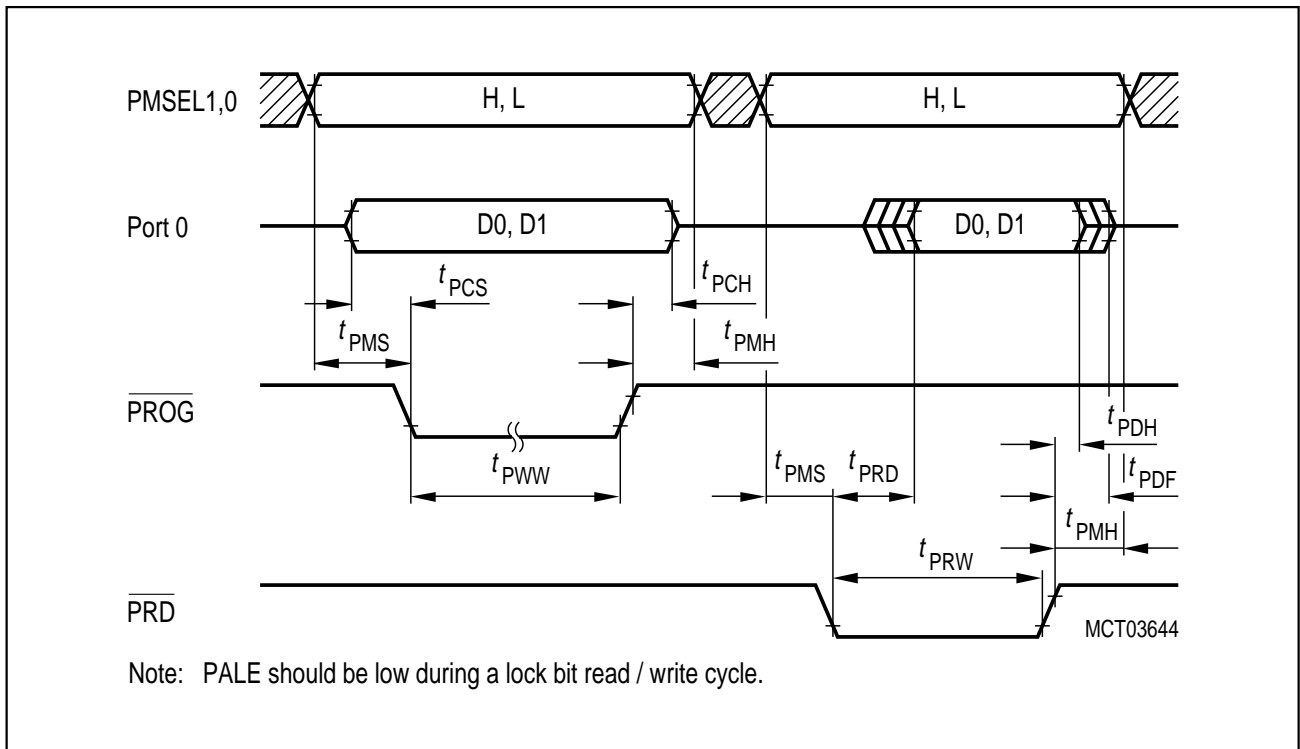 PMSEL1,0
H, L
H, L
Port 0
D0, D1
D0, D1
tPCS
tPCH
tPMS
tPMH
PROG
tPDH
tPWW
tPMS
tPRD
tPDF
tPMH
tPRW
PRD
MCT03644
Note: PALE should be low during a lock bit read / write cycle.